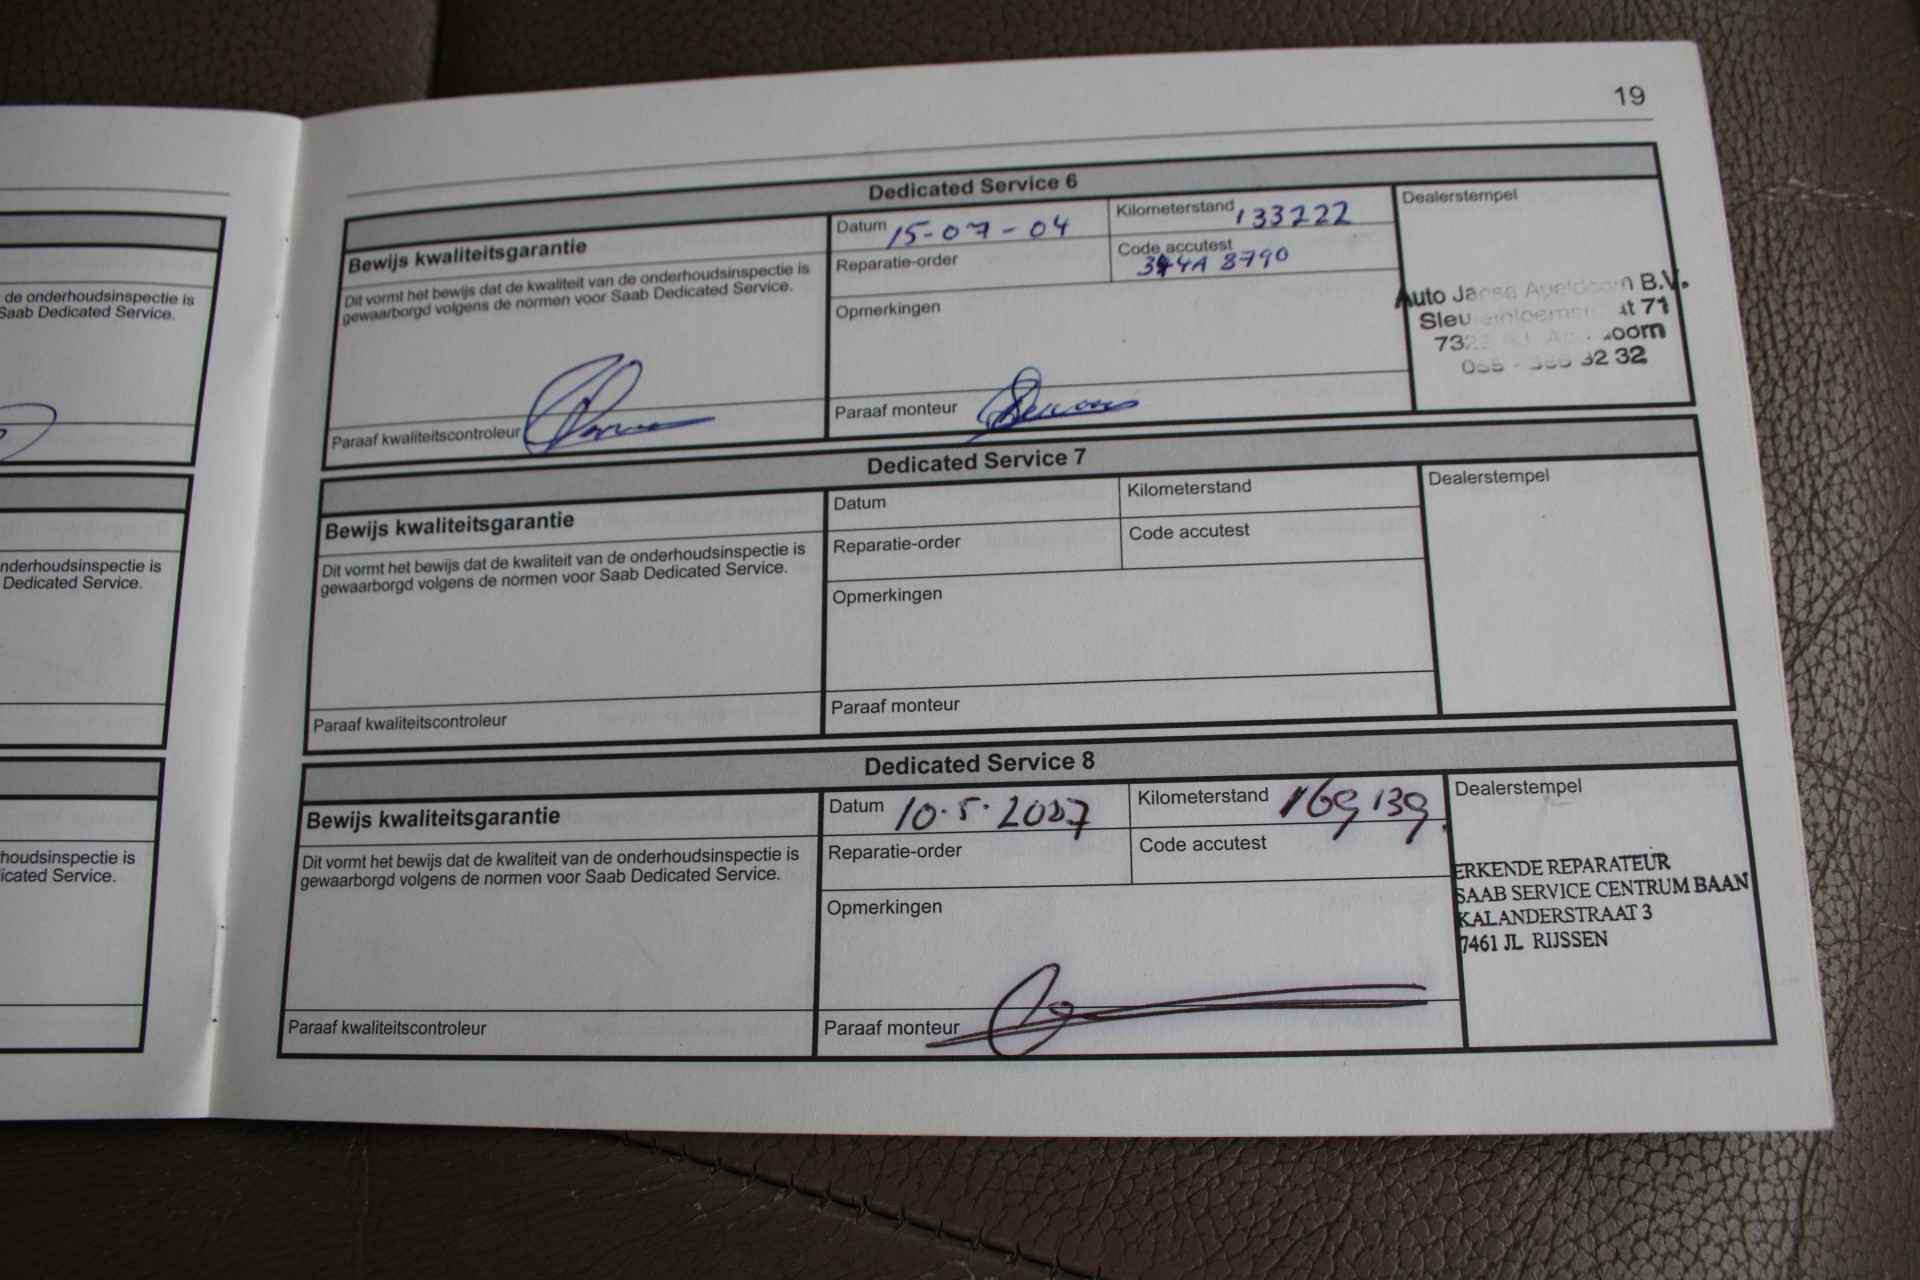 19
de onderhoudsinspectie is
Saab Dedicated Service.
nderhoudsinspectie is
Dedicated Service.
houdsinspectie is
icated Service.
Dedicated Service 6
Bewijs kwaliteitsgarantie
Dit vormt het bewijs dat de kwaliteit van de onderhoudsinspectie is
gewaarborgd volgens de normen voor Saab Dedicated Service.
Paraaf kwaliteitscontroleur
Datum 15-07-04
Kilometerstand 133222
Reparatie-order
Code accutest
8790
Opmerkingen
Paraaf monteur
Dealerstempel
Auto B.V.
71
32 32
Dedicated Service 7
Bewijs kwaliteitsgarantie
Dit vormt het bewijs dat de kwaliteit van de onderhoudsinspectie is
gewaarborgd volgens de normen voor Saab Dedicated Service.
Paraaf kwaliteitscontroleur
Datum
Kilometerstand
Reparatie-order
Code accutest
Opmerkingen
Paraaf monteur
Dealerstempel
Dedicated Service 8
Bewijs kwaliteitsgarantie
Dit vormt het bewijs dat de kwaliteit van de onderhoudsinspectie is
gewaarborgd volgens de normen voor Saab Dedicated Service.
Paraaf kwaliteitscontroleur
Datum 10.5.2007
Kilometerstand 169139
Reparatie-order
Code accutest
Opmerkingen
Paraaf monteur
Dealerstempel
ERKENDE REPARATEUR
SAAB SERVICE CENTRUM BAAN
KALANDERSTRAAT 3
7461 JL RIJSSEN